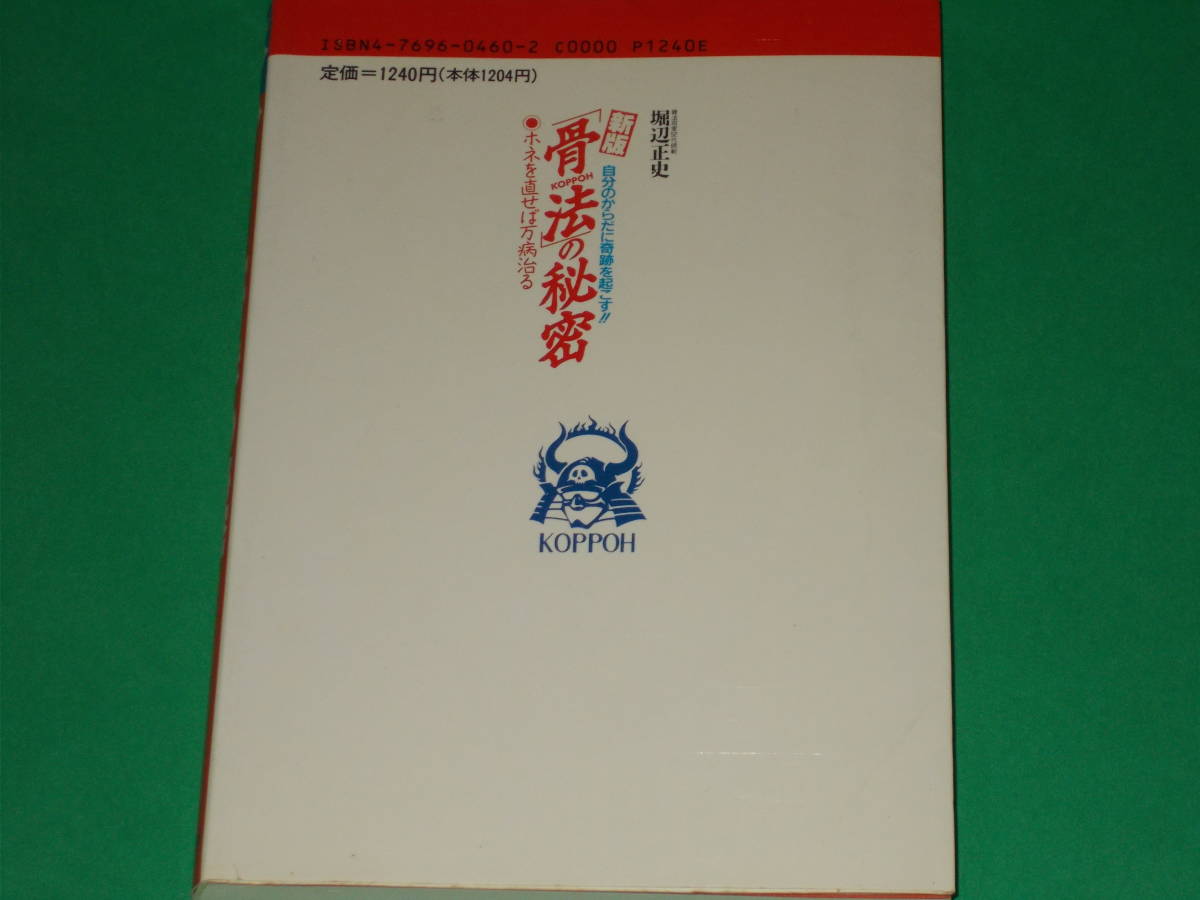 ISBN4-7696-0460-2 C0000 P1240E
定価＝1240円（本体1204円）
堀辺正史
自分のからだに奇跡を起こす!!
新版
「骨法」の秘密
KOPPOH
●ホネを直せば万病治る
KOPPOH